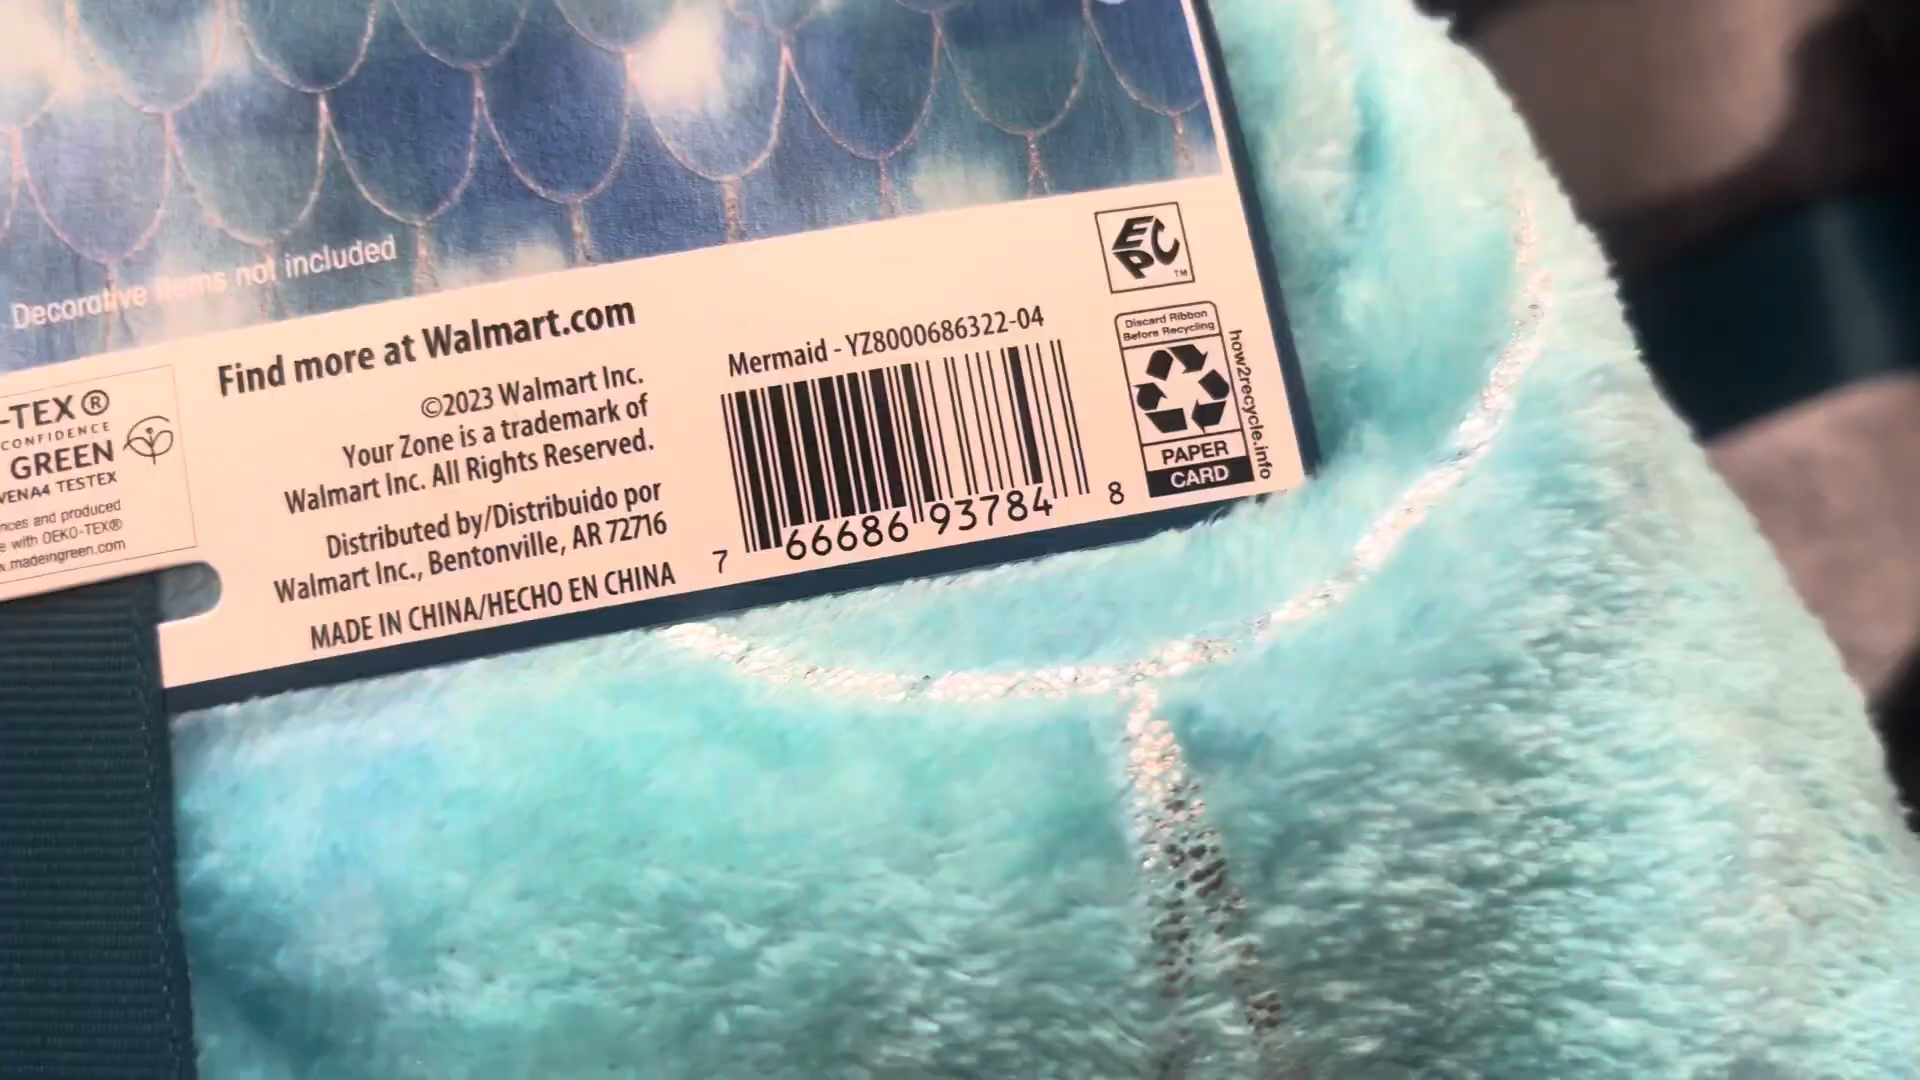 Decorative items not included
-TEX®
CONFIDENCE
GREEN
TESTEX
and produced
with OEKO-TEX®
.madeingreen.com
Find more at Walmart.com
©2023 Walmart Inc.
Your Zone is a trademark of
Walmart Inc. All Rights Reserved.
Distributed by/Distribuido por
Walmart Inc., Bentonville, AR 72716
MADE IN CHINA/HECHO EN CHINA
Mermaid - YZ8000686322-04
7 66686 93784 8
EPC™
Discard Ribbon
Before Recycling
PAPER
CARD
how2recycle.info